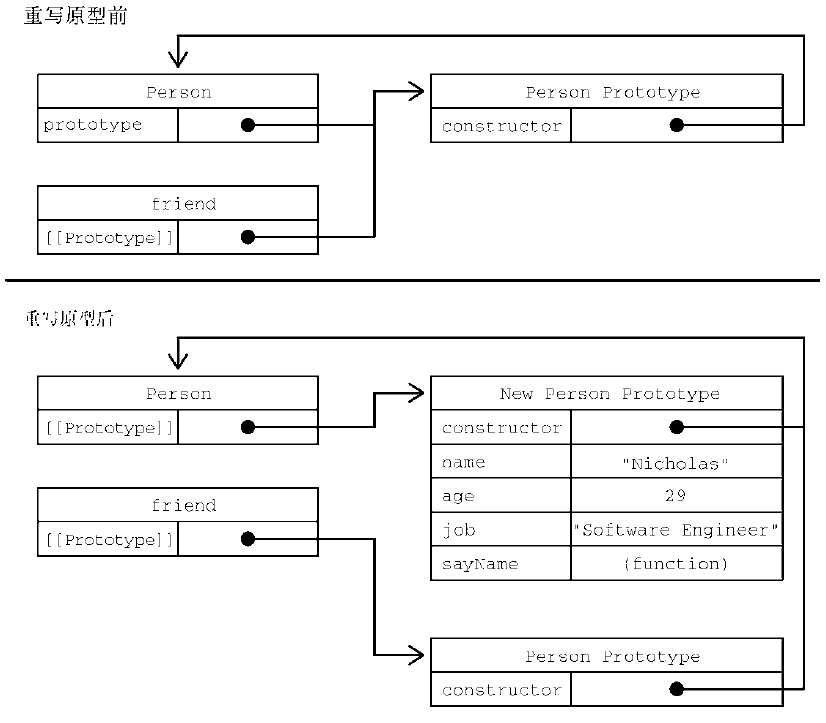 重写原型前
Person
prototype
Person Prototype
constructor
friend
[[Prototype]]
重写原型后
Person
[[Prototype]]
New Person Prototype
constructor
name "Nicholas"
age 29
job "Software Engineer"
sayName (function)
friend
[[Prototype]]
Person Prototype
constructor